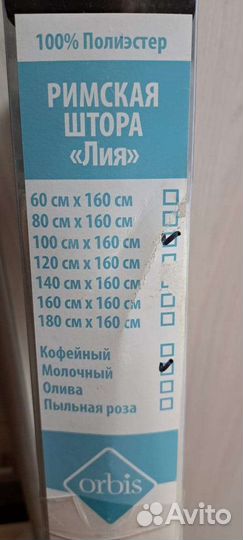 100% Полиэстер
РИМСКАЯ
ШТОРА
«Лия»
60 см x 160 см
80 см x 160 см
100 см x 160 см
120 см x 160 см
140 см x 160 см
160 см x 160 см
180 см x 160 см
Кофейный
Молочный
Олива
Пыльная роза
orbis
Avito